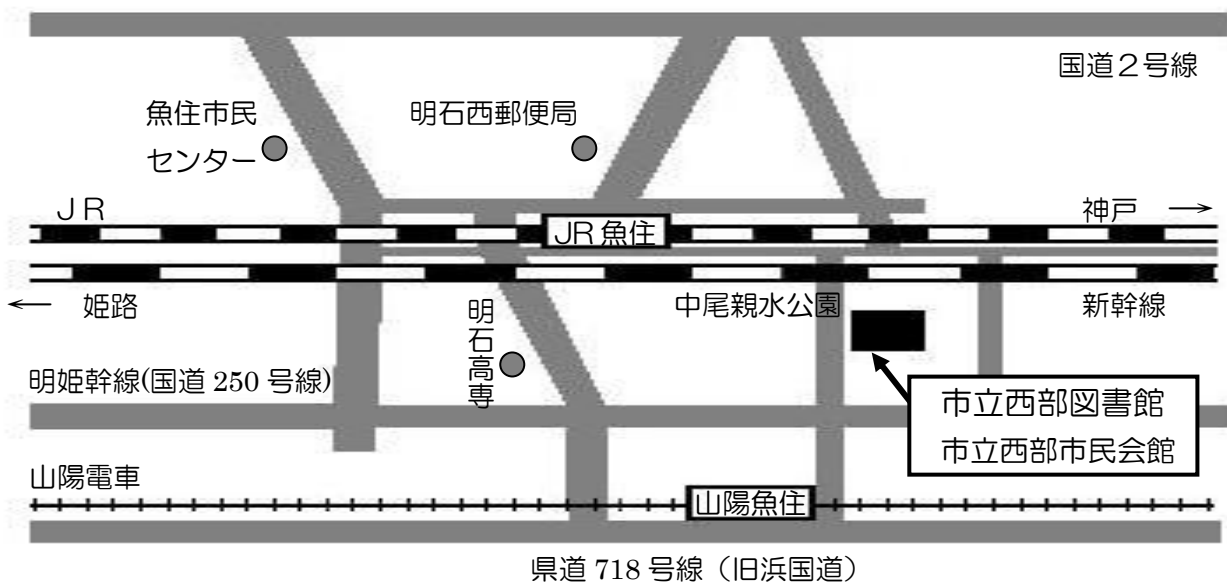 国道２号線
魚住市民
センター
明石西郵便局
ＪＲ
神戸 →
JR 魚住
← 姫路
中尾親水公園
新幹線
明石高専
明姫幹線(国道 250 号線)
市立西部図書館
市立西部市民会館
山陽電車
山陽魚住
県道 718 号線（旧浜国道）